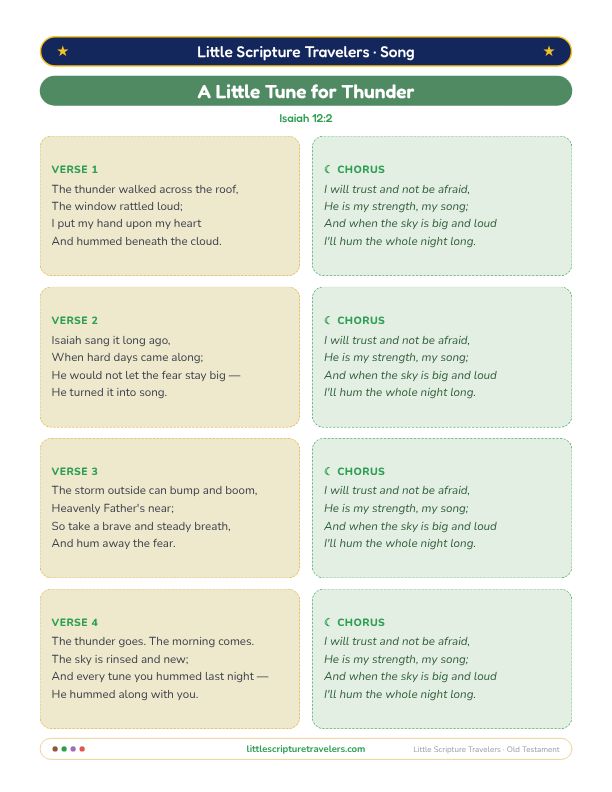 Little Scripture Travelers · Song
A Little Tune for Thunder
Isaiah 12:2
VERSE 1
The thunder walked across the roof,
The window rattled loud;
I put my hand upon my heart
And hummed beneath the cloud.
☾ CHORUS
I will trust and not be afraid,
He is my strength, my song;
And when the sky is big and loud
I'll hum the whole night long.
VERSE 2
Isaiah sang it long ago,
When hard days came along;
He would not let the fear stay big —
He turned it into song.
☾ CHORUS
I will trust and not be afraid,
He is my strength, my song;
And when the sky is big and loud
I'll hum the whole night long.
VERSE 3
The storm outside can bump and boom,
Heavenly Father's near;
So take a brave and steady breath,
And hum away the fear.
☾ CHORUS
I will trust and not be afraid,
He is my strength, my song;
And when the sky is big and loud
I'll hum the whole night long.
VERSE 4
The thunder goes. The morning comes.
The sky is rinsed and new;
And every tune you hummed last night —
He hummed along with you.
☾ CHORUS
I will trust and not be afraid,
He is my strength, my song;
And when the sky is big and loud
I'll hum the whole night long.
littlescripturetravelers.com
Little Scripture Travelers · Old Testament